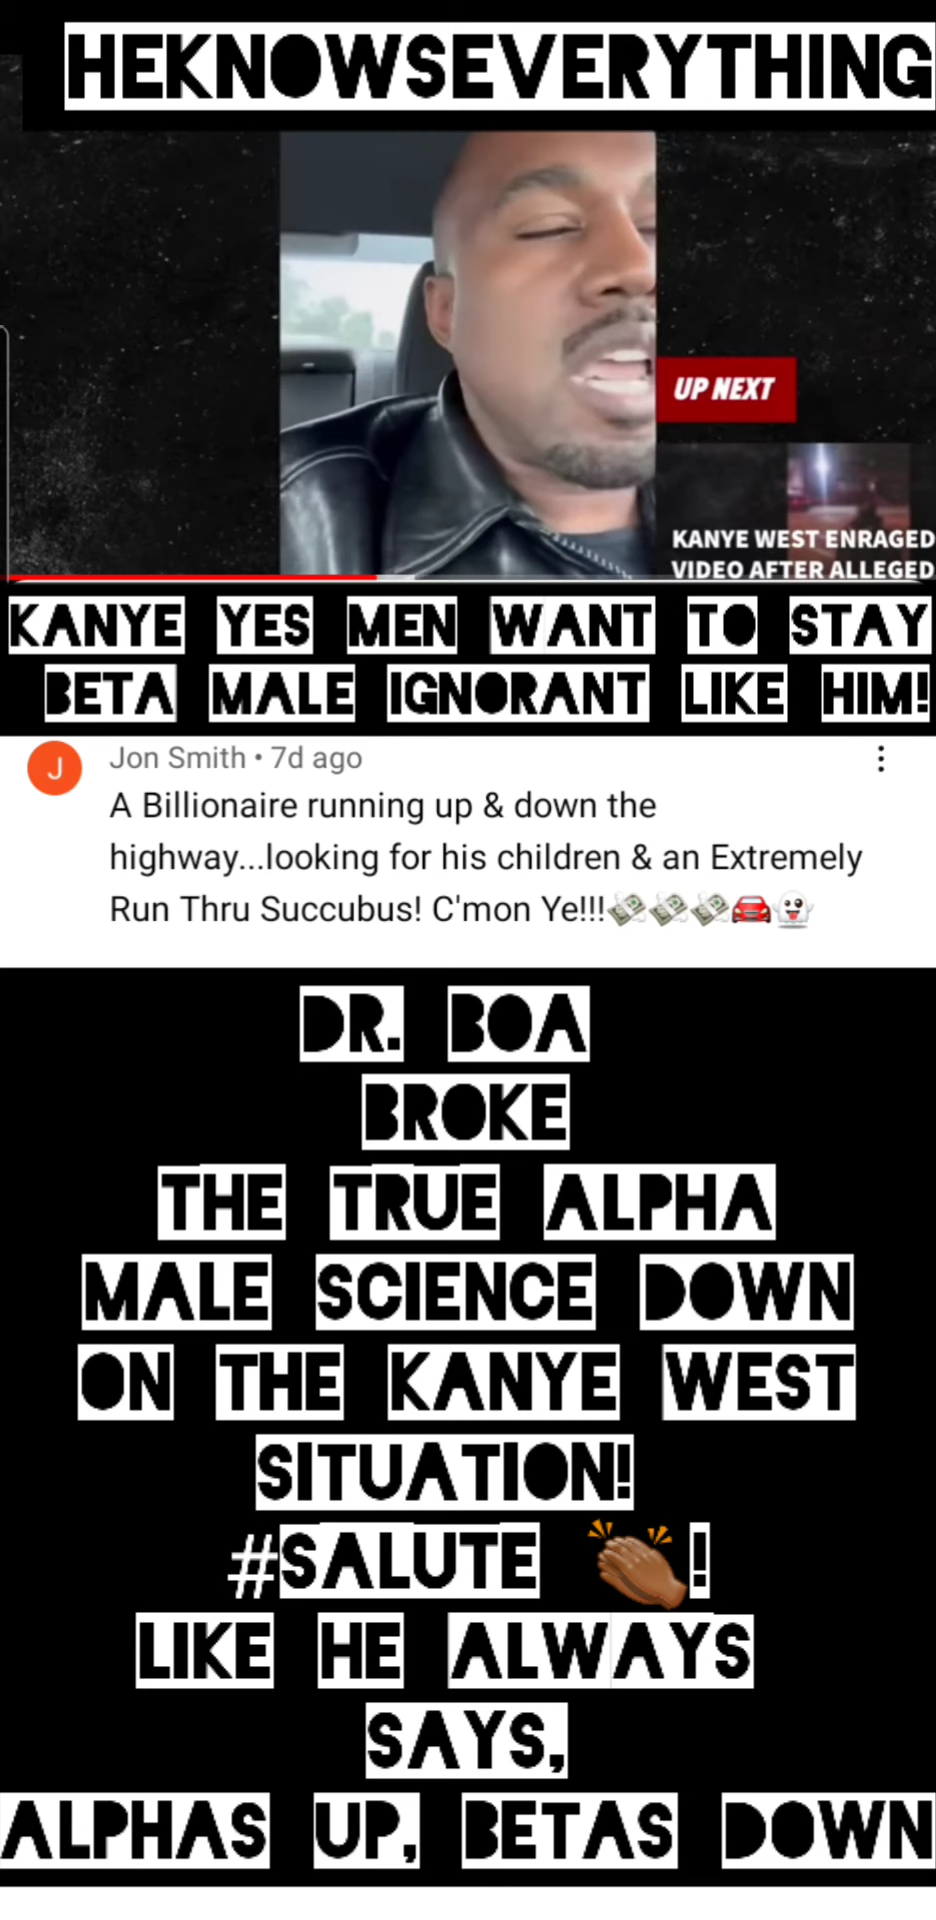 HEKNOWSEVERYTHING
UP NEXT
KANYE WEST ENRAGED
VIDEO AFTER ALLEGED
KANYE YES MEN WANT TO STAY
BETA MALE IGNORANT LIKE HIM!
J
Jon Smith • 7d ago
A Billionaire running up & down the
highway...looking for his children & an Extremely
Run Thru Succubus! C'mon Ye!!!💸💸💸🚘👻
DR. BOA
BROKE
THE TRUE ALPHA
MALE SCIENCE DOWN
ON THE KANYE WEST
SITUATION!
#SALUTE 👏🏾!
LIKE HE ALWAYS
SAYS,
ALPHAS UP, BETAS DOWN